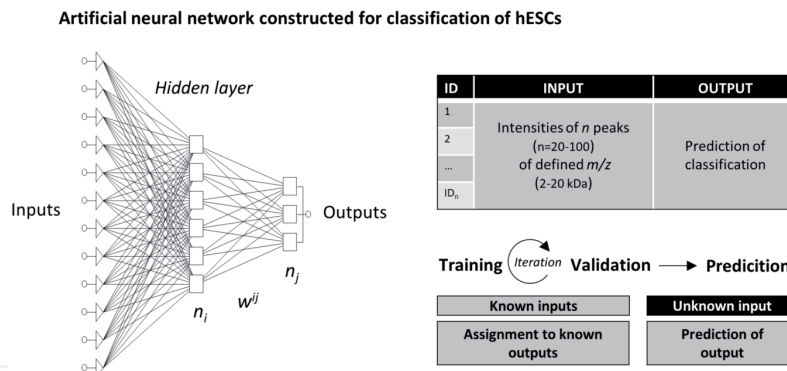 Artificial neural network constructed for classification of hESCs
Hidden layer
Inputs
Outputs
n_i
w^ij
n_j
ID INPUT OUTPUT
1
2
...
ID_n
Intensities of n peaks
(n=20-100)
of defined m/z
(2-20 kDa)
Prediction of
classification
Training Iteration Validation → Predicition
Known inputs
Unknown input
Assignment to known
outputs
Prediction of
output